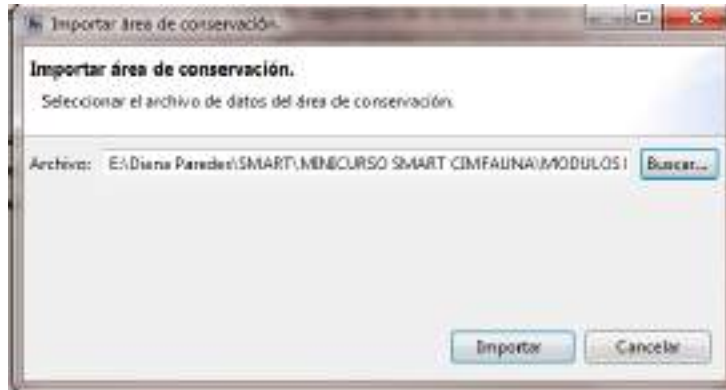 Importar área de conservación.
Importar área de conservación.
Seleccionar el archivo de datos del área de conservación.
Archivo: E:\Diana Paredes\SMART\MINICURSO SMART CIMFAUNA\MODULOS I Buscar...
Importar Cancelar